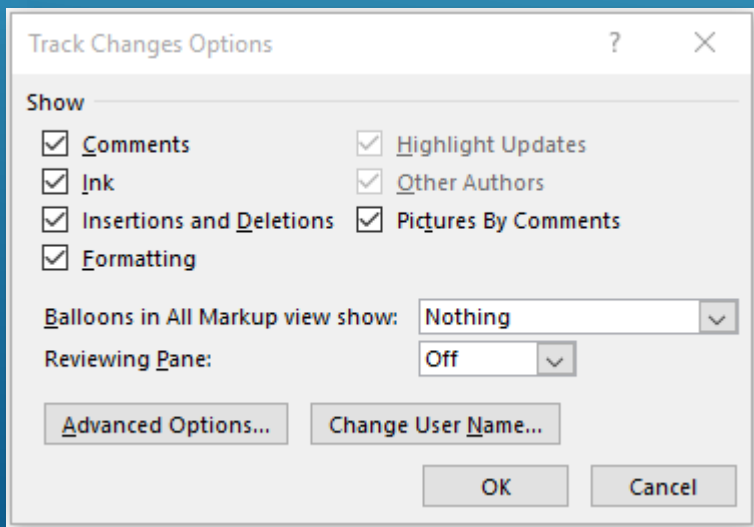 Track Changes Options ?
Show
Comments Highlight Updates
Ink Other Authors
Insertions and Deletions Pictures By Comments
Formatting
Balloons in All Markup view show: Nothing
Reviewing Pane: Off
Advanced Options... Change User Name...
OK Cancel